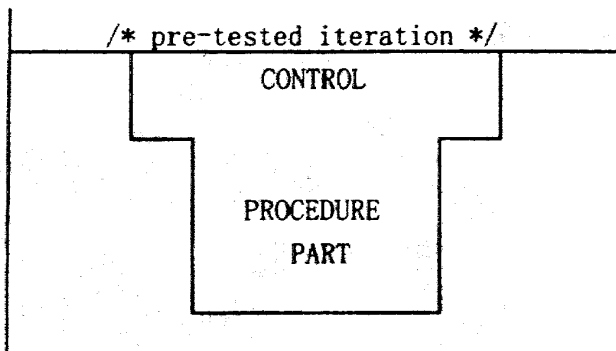 /* pre-tested iteration */
CONTROL
PROCEDURE
PART